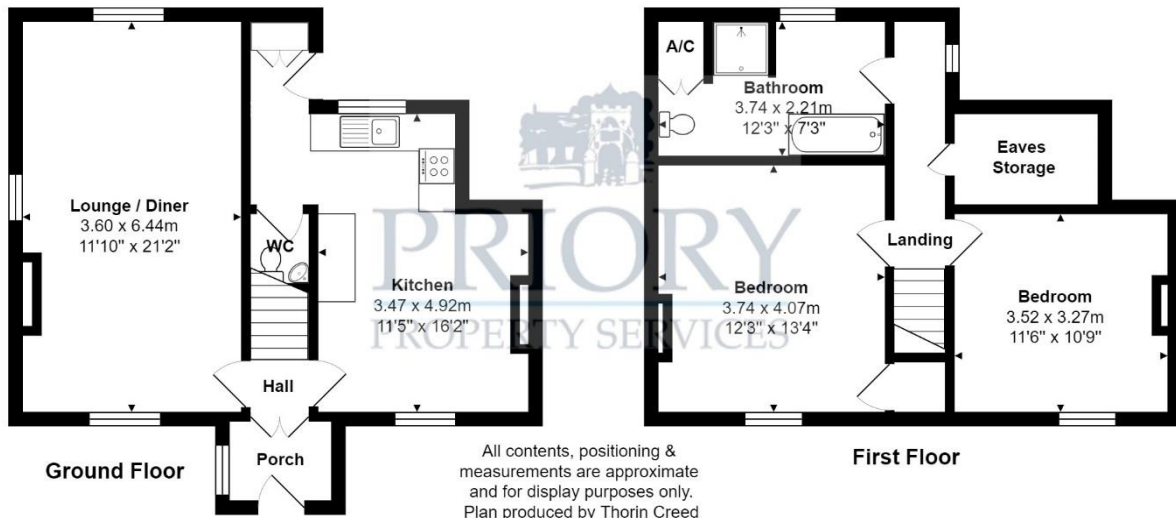 Lounge / Diner
3.60 x 6.44m
11'10" x 21'2"
WC
Kitchen
3.47 x 4.92m
11'5" x 16'2"
Hall
Porch
Ground Floor
A/C
Bathroom
3.74 x 2.21m
12'3" x 7'3"
Eaves
Storage
Landing
Bedroom
3.74 x 4.07m
12'3" x 13'4"
Bedroom
3.52 x 3.27m
11'6" x 10'9"
First Floor
PRIORY
PROPERTY SERVICES
All contents, positioning &
measurements are approximate
and for display purposes only.
Plan produced by Thorin Creed